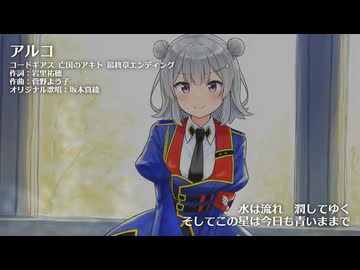 アルコ
コードギアス 亡国のアキト 最終章エンディング
作詞：岩里祐穂
作曲：菅野よう子
オリジナル歌唱：坂本真綾
水は流れ　潤してゆく
そしてこの星は今日も青いままで